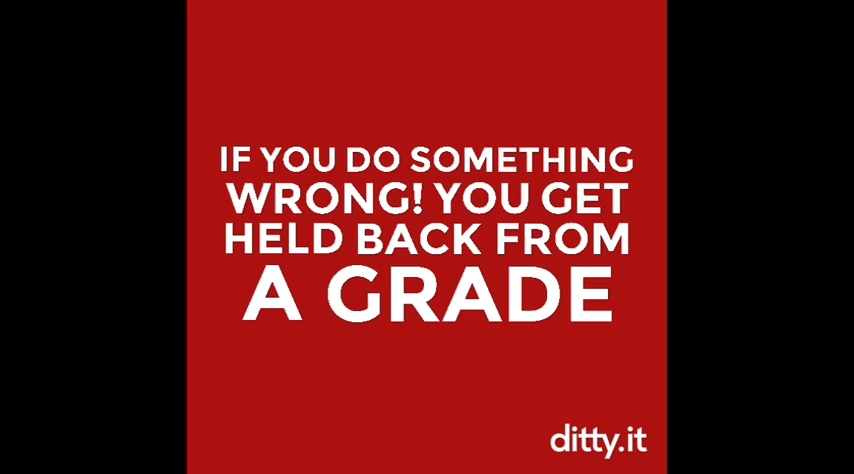 IF YOU DO SOMETHING
WRONG! YOU GET
HELD BACK FROM
A GRADE
ditty.it